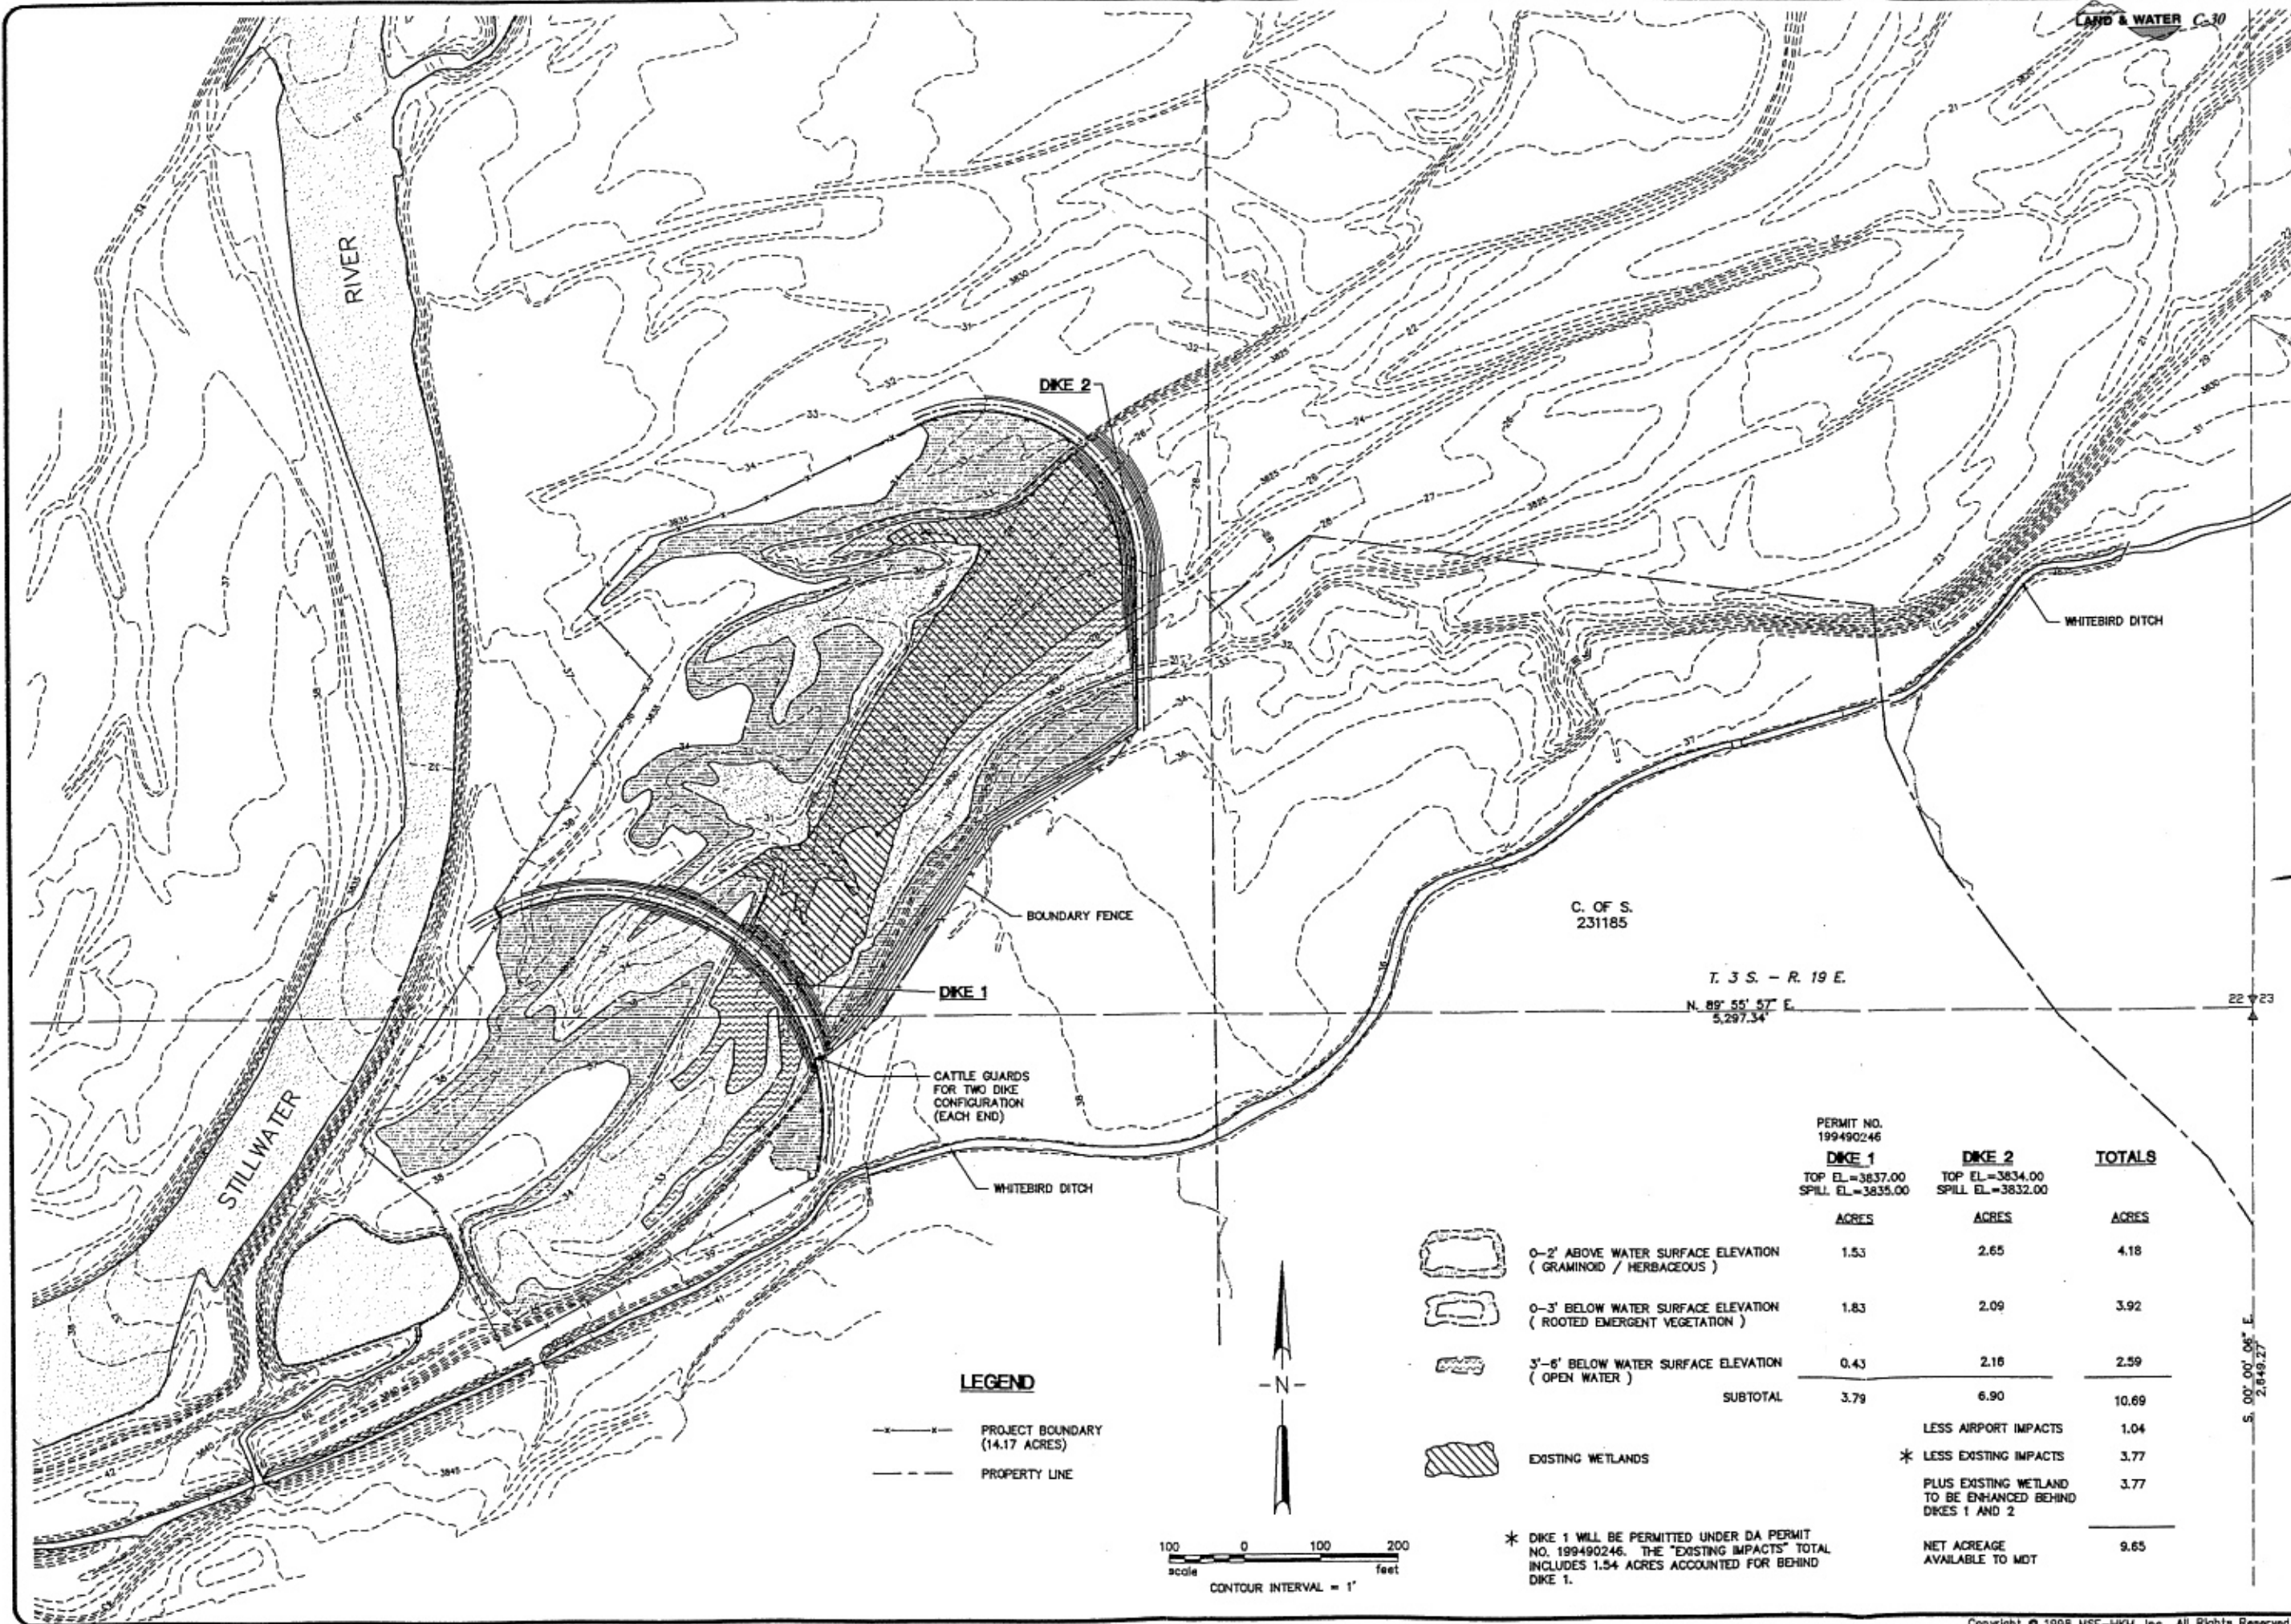 LAND & WATER C-30
RIVER
DIKE 2
WHITEBIRD DITCH
BOUNDARY FENCE
C. OF S.
231185
T. 3 S. - R. 19 E.
N. 89° 55' 57" E.
5,297.34'
22 23
DIKE 1
CATTLE GUARDS
FOR TWO DIKE
CONFIGURATION
(EACH END)
STILLWATER
WHITEBIRD DITCH
PERMIT NO.
199490246
DIKE 1 DIKE 2 TOTALS
TOP EL.=3837.00 TOP EL.=3834.00
SPILL EL.=3835.00 SPILL EL.=3832.00
ACRES ACRES ACRES
0-2' ABOVE WATER SURFACE ELEVATION 1.53 2.65 4.18
( GRAMINOID / HERBACEOUS )
0-3' BELOW WATER SURFACE ELEVATION 1.83 2.09 3.92
( ROOTED EMERGENT VEGETATION )
3'-6' BELOW WATER SURFACE ELEVATION 0.43 2.16 2.59
( OPEN WATER )
SUBTOTAL 3.79 6.90 10.69
LESS AIRPORT IMPACTS 1.04
* LESS EXISTING IMPACTS 3.77
PLUS EXISTING WETLAND 3.77
TO BE ENHANCED BEHIND
DIKES 1 AND 2
NET ACREAGE 9.65
AVAILABLE TO MDT
EXISTING WETLANDS
* DIKE 1 WILL BE PERMITTED UNDER DA PERMIT
NO. 199490246. THE "EXISTING IMPACTS" TOTAL
INCLUDES 1.54 ACRES ACCOUNTED FOR BEHIND
DIKE 1.
S. 00° 00' 06" E.
2,649.27'
LEGEND
PROJECT BOUNDARY
(14.17 ACRES)
PROPERTY LINE
-N-
100 0 100 200
scale feet
CONTOUR INTERVAL = 1'
Copyright © 1998 MSE-HKM, Inc. All Rights Reserved